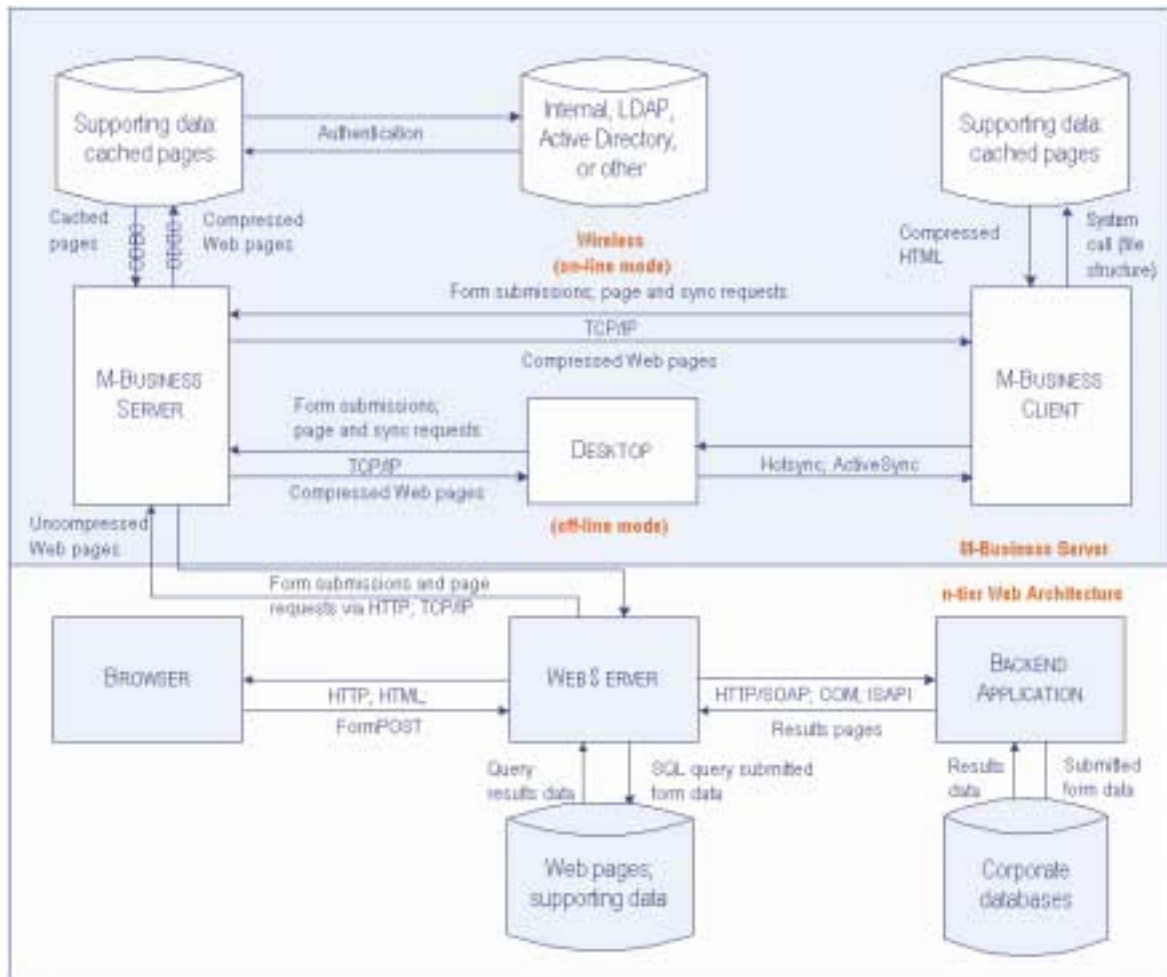 Supporting data:
cached pages
Authentication
Internal, LDAP,
Active Directory,
or other
Supporting data:
cached pages
Cached
pages
ODBC
ODBC
Compressed
Web pages
Wireless
(on-line mode)
Compressed
HTML
System
call (file
structure)
Form submissions; page and sync requests
TCP/IP
Compressed Web pages
M-BUSINESS
SERVER
M-BUSINESS
CLIENT
Form submissions;
page and sync requests
TCP/IP
Compressed Web pages
DESKTOP
Hotsync; ActiveSync
(off-line mode)
Uncompressed
Web pages
M-Business Server
Form submissions and page
requests via HTTP; TCP/IP
n-tier Web Architecture
BROWSER
HTTP; HTML;
FormPOST
WEB SERVER
HTTP/SOAP; COM; ISAPI
Results pages
BACKEND
APPLICATION
Query
results data
SQL query submitted
form data
Results
data
Submitted
form data
Web pages;
supporting data
Corporate
databases